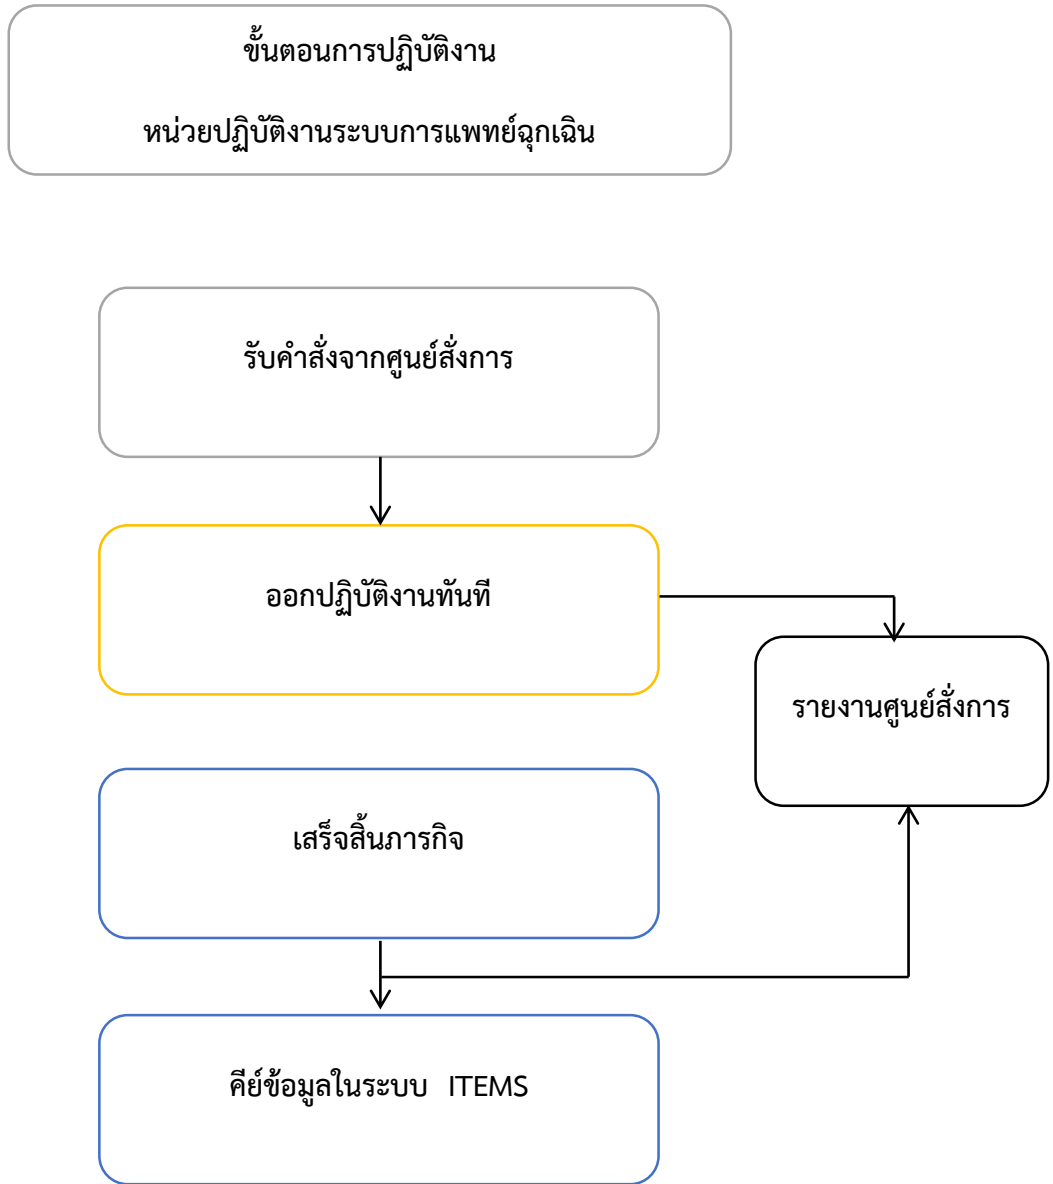 ขั้นตอนการปฏิบัติงาน
หน่วยปฏิบัติงานระบบการแพทย์ฉุกเฉิน
รับคำสั่งจากศูนย์สั่งการ
ออกปฏิบัติงานทันที
รายงานศูนย์สั่งการ
เสร็จสิ้นภารกิจ
คีย์ข้อมูลในระบบ ITEMS